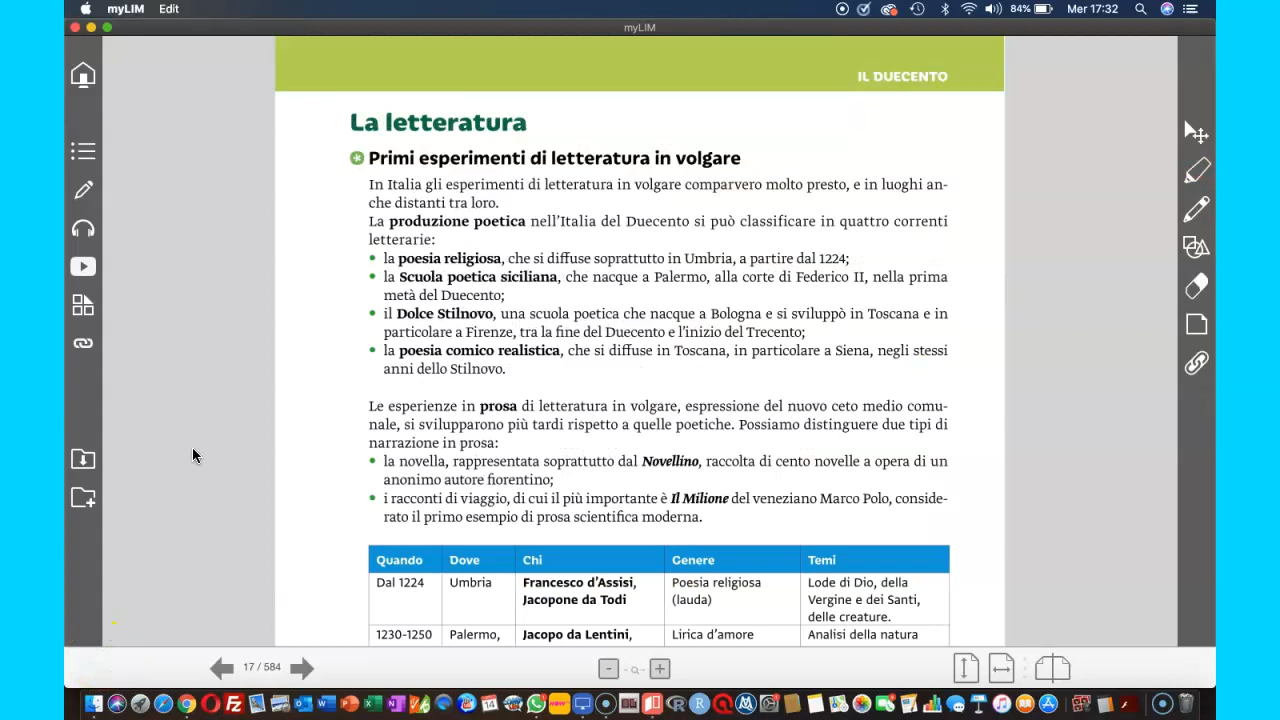 myLIM Edit 84% Mer 17:32
myLIM
IL DUECENTO
La letteratura
Primi esperimenti di letteratura in volgare
In Italia gli esperimenti di letteratura in volgare comparvero molto presto, e in luoghi an-
che distanti tra loro.
La produzione poetica nell'Italia del Duecento si può classificare in quattro correnti
letterarie:
• la poesia religiosa, che si diffuse soprattutto in Umbria, a partire dal 1224;
• la Scuola poetica siciliana, che nacque a Palermo, alla corte di Federico II, nella prima
metà del Duecento;
• il Dolce Stilnovo, una scuola poetica che nacque a Bologna e si sviluppò in Toscana e in
particolare a Firenze, tra la fine del Duecento e l'inizio del Trecento;
• la poesia comico realistica, che si diffuse in Toscana, in particolare a Siena, negli stessi
anni dello Stilnovo.
Le esperienze in prosa di letteratura in volgare, espressione del nuovo ceto medio comu-
nale, si svilupparono più tardi rispetto a quelle poetiche. Possiamo distinguere due tipi di
narrazione in prosa:
• la novella, rappresentata soprattutto dal Novellino, raccolta di cento novelle a opera di un
anonimo autore fiorentino;
• i racconti di viaggio, di cui il più importante è Il Milione del veneziano Marco Polo, conside-
rato il primo esempio di prosa scientifica moderna.
Quando Dove Chi Genere Temi
Dal 1224 Umbria Francesco d'Assisi, Poesia religiosa Lode di Dio, della
Jacopone da Todi (lauda) Vergine e dei Santi,
delle creature.
1230-1250 Palermo, Jacopo da Lentini, Lirica d'amore Analisi della natura
17 / 584